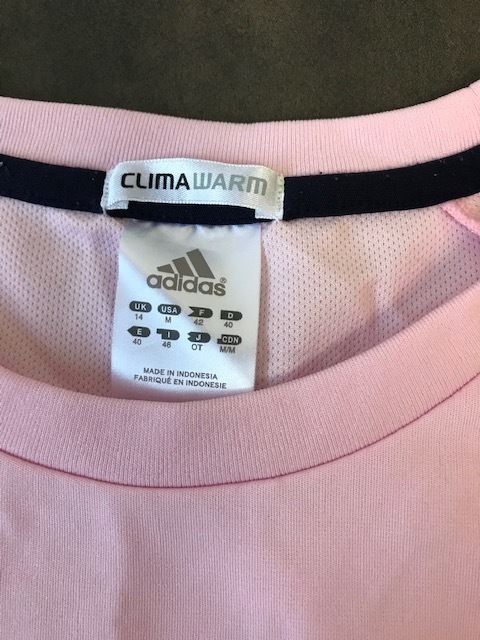 CLIMAWARM
adidas®
UK USA F D
14 M 42 40
E I J CDN
40 46 OT M/M
MADE IN INDONESIA
FABRIQUÉ EN INDONESIE